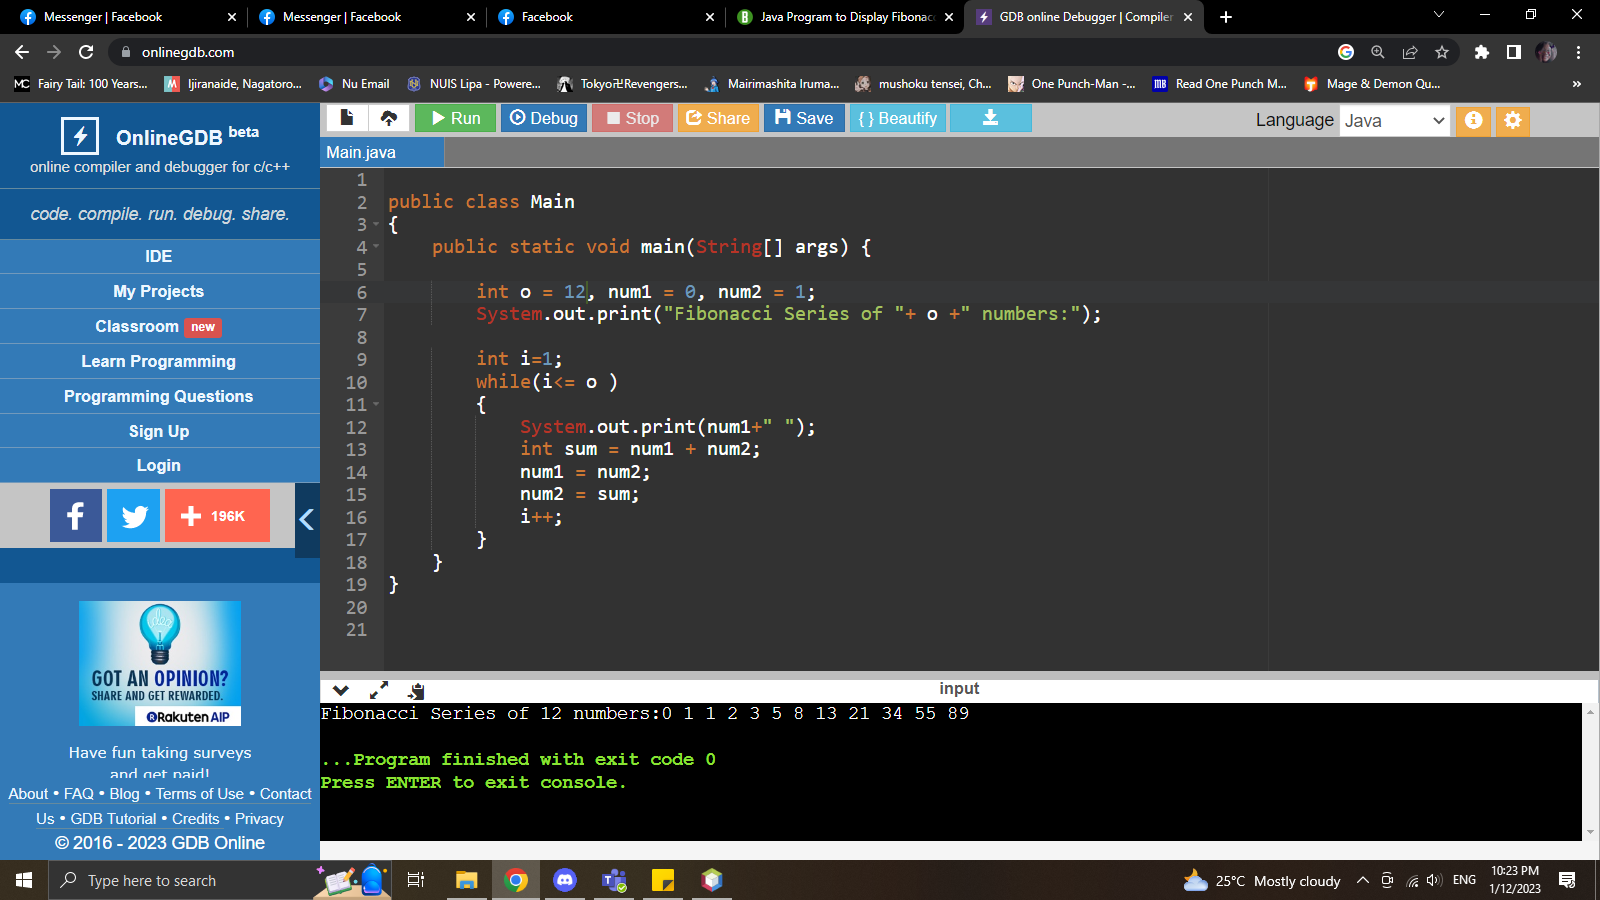 Messenger | Facebook
Messenger | Facebook
Facebook
Java Program to Display Fibonacc
GDB online Debugger | Compiler
onlinegdb.com
Fairy Tail: 100 Years...
Ijiranaide, Nagatoro...
Nu Email
NUIS Lipa - Powere...
Tokyo卍Revengers...
Mairimashita Iruma...
mushoku tensei, Ch...
One Punch-Man -...
Read One Punch M...
Mage & Demon Qu...
»
OnlineGDB beta
online compiler and debugger for c/c++
code. compile. run. debug. share.
IDE
My Projects
Classroom new
Learn Programming
Programming Questions
Sign Up
Login
196K
GOT AN OPINION?
SHARE AND GET REWARDED.
Rakuten AIP
Have fun taking surveys
and get paid!
About • FAQ • Blog • Terms of Use • Contact
Us • GDB Tutorial • Credits • Privacy
© 2016 - 2023 GDB Online
Run
Debug
Stop
Share
Save
{ } Beautify
Language Java
Main.java
1
2 public class Main
3 {
4     public static void main(String[] args) {
5
6         int o = 12, num1 = 0, num2 = 1;
7         System.out.print("Fibonacci Series of "+ o +" numbers:");
8
9         int i=1;
10         while(i<= o )
11         {
12             System.out.print(num1+" ");
13             int sum = num1 + num2;
14             num1 = num2;
15             num2 = sum;
16             i++;
17         }
18     }
19 }
20
21
input
Fibonacci Series of 12 numbers:0 1 1 2 3 5 8 13 21 34 55 89
...Program finished with exit code 0
Press ENTER to exit console.
Type here to search
25°C Mostly cloudy
ENG
10:23 PM
1/12/2023